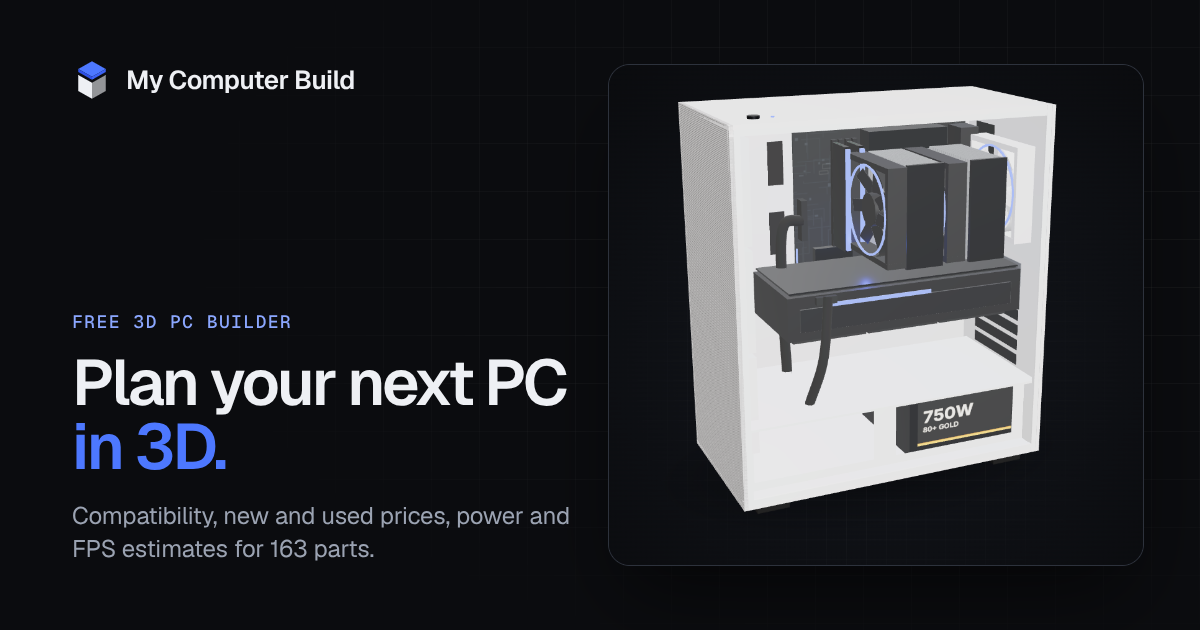 My Computer Build
FREE 3D PC BUILDER
Plan your next PC
in 3D.
Compatibility, new and used prices, power and
FPS estimates for 163 parts.
750W
80+ GOLD